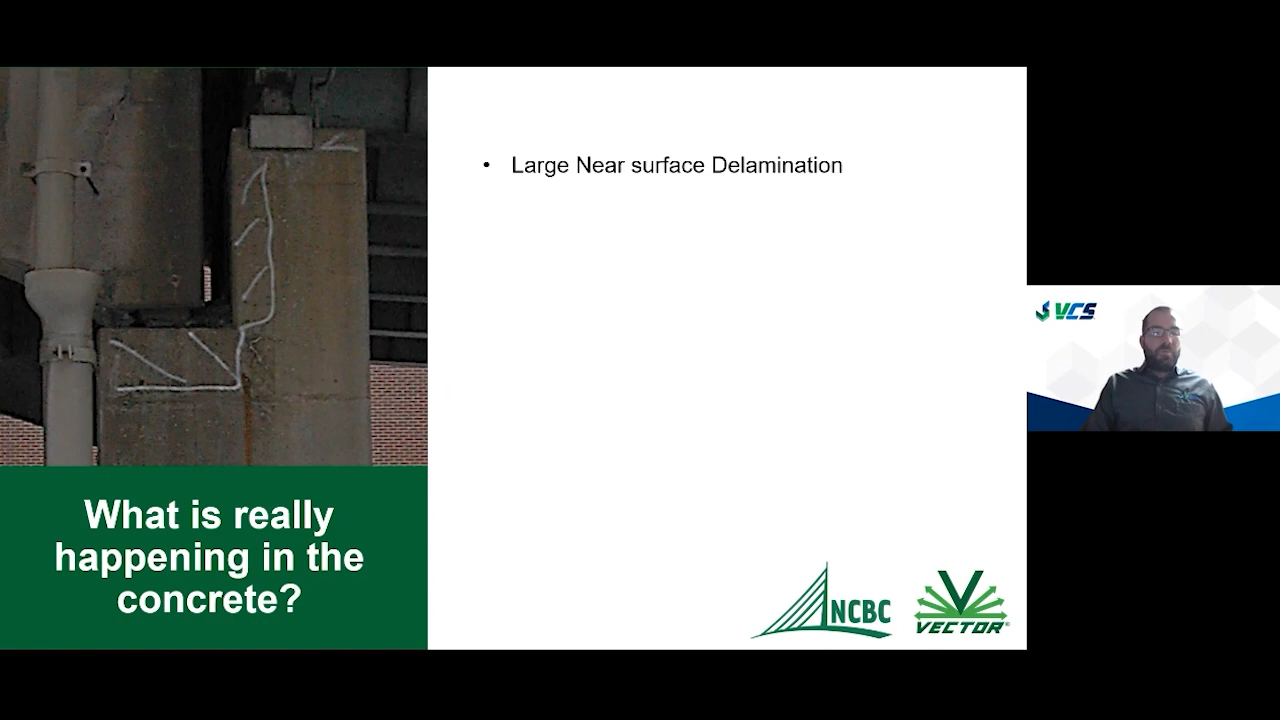 • Large Near surface Delamination
What is really
happening in the
concrete?
NCBC
VECTOR®
VCS